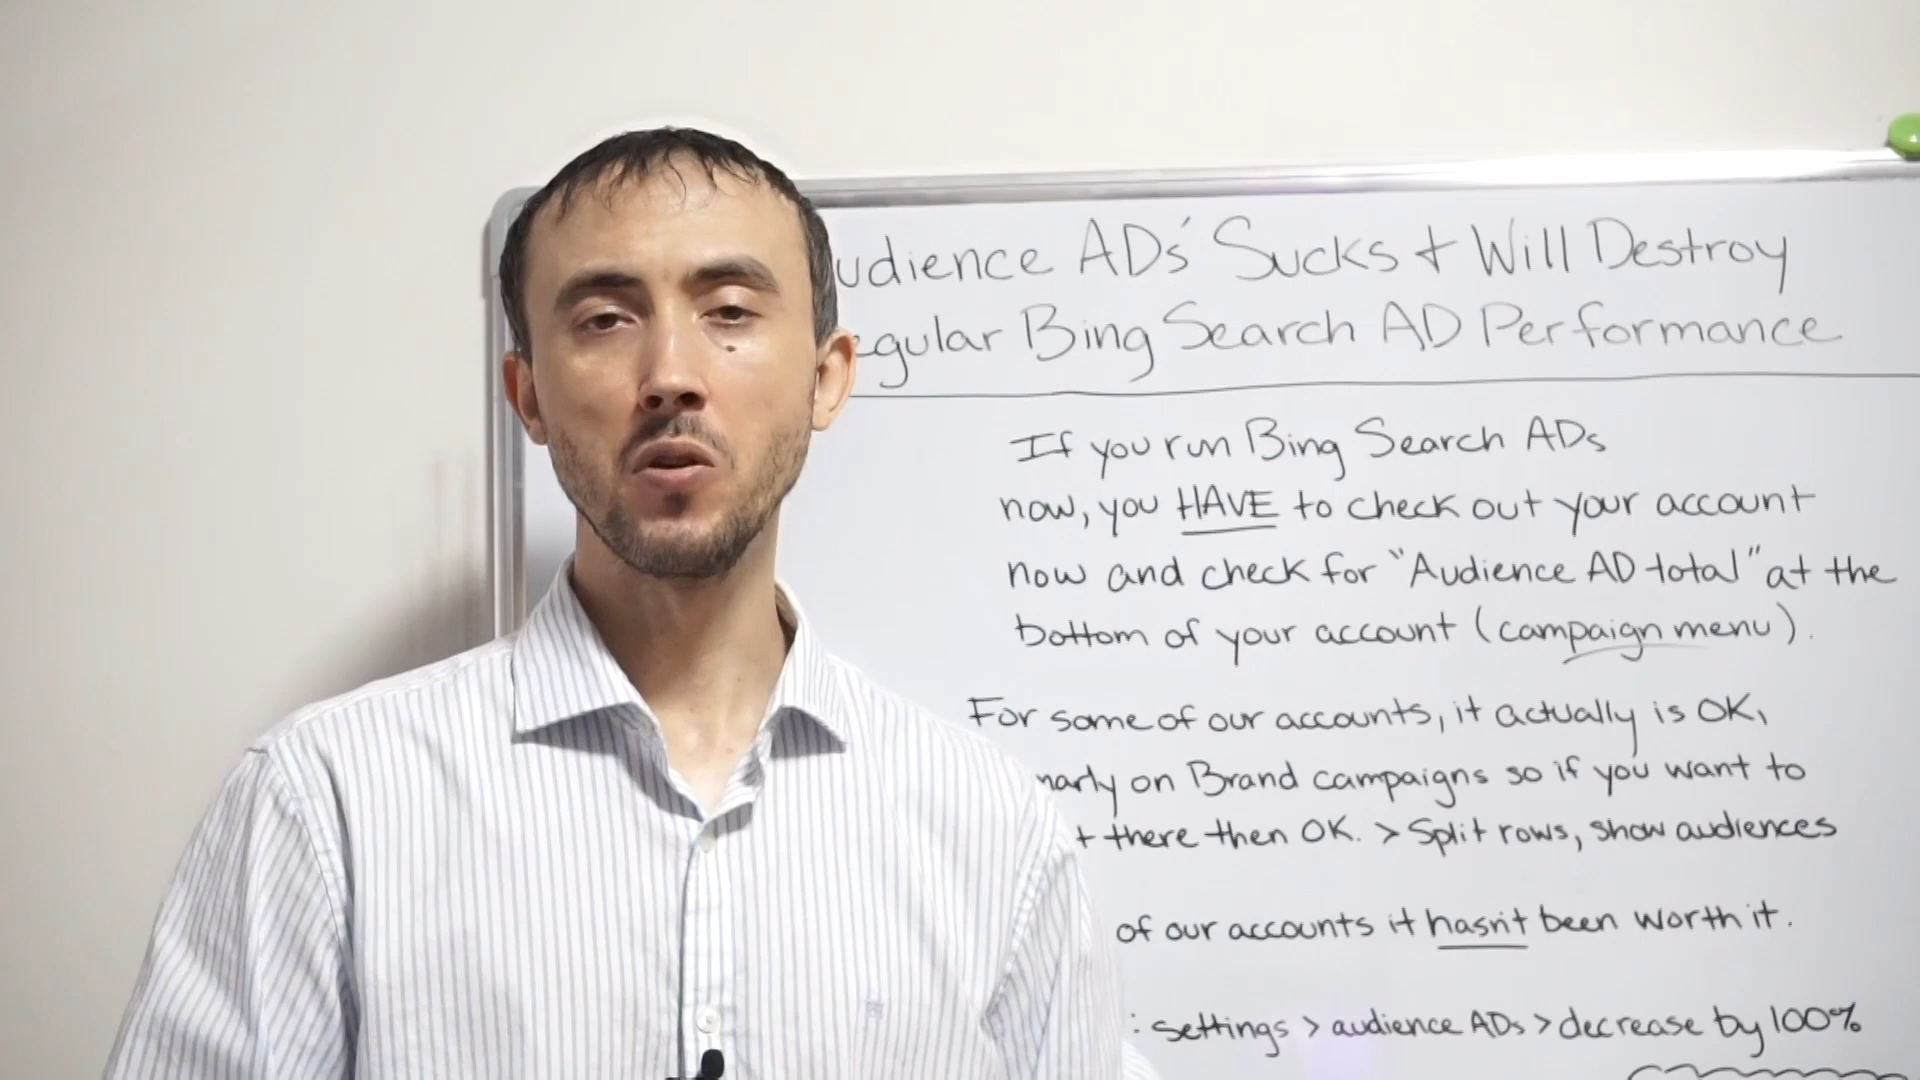 udience ADs' Sucks + Will Destroy
egular Bing Search AD Performance
If you run Bing Search ADs
now, you HAVE to check out your account
now and check for "Audience AD total" at the
bottom of your account (campaign menu).
For some of our accounts, it actually is OK,
marly on Brand campaigns so if you want to
t there then OK. > Split rows, show audiences
of our accounts it hasn't been worth it.
: settings > audience ADs > decrease by 100%